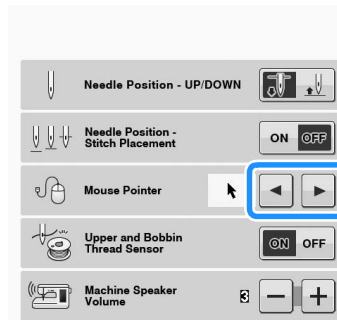 Needle Position - UP/DOWN
Needle Position -
Stitch Placement
ON OFF
Mouse Pointer
Upper and Bobbin
Thread Sensor
ON OFF
Machine Speaker
Volume
3 − +